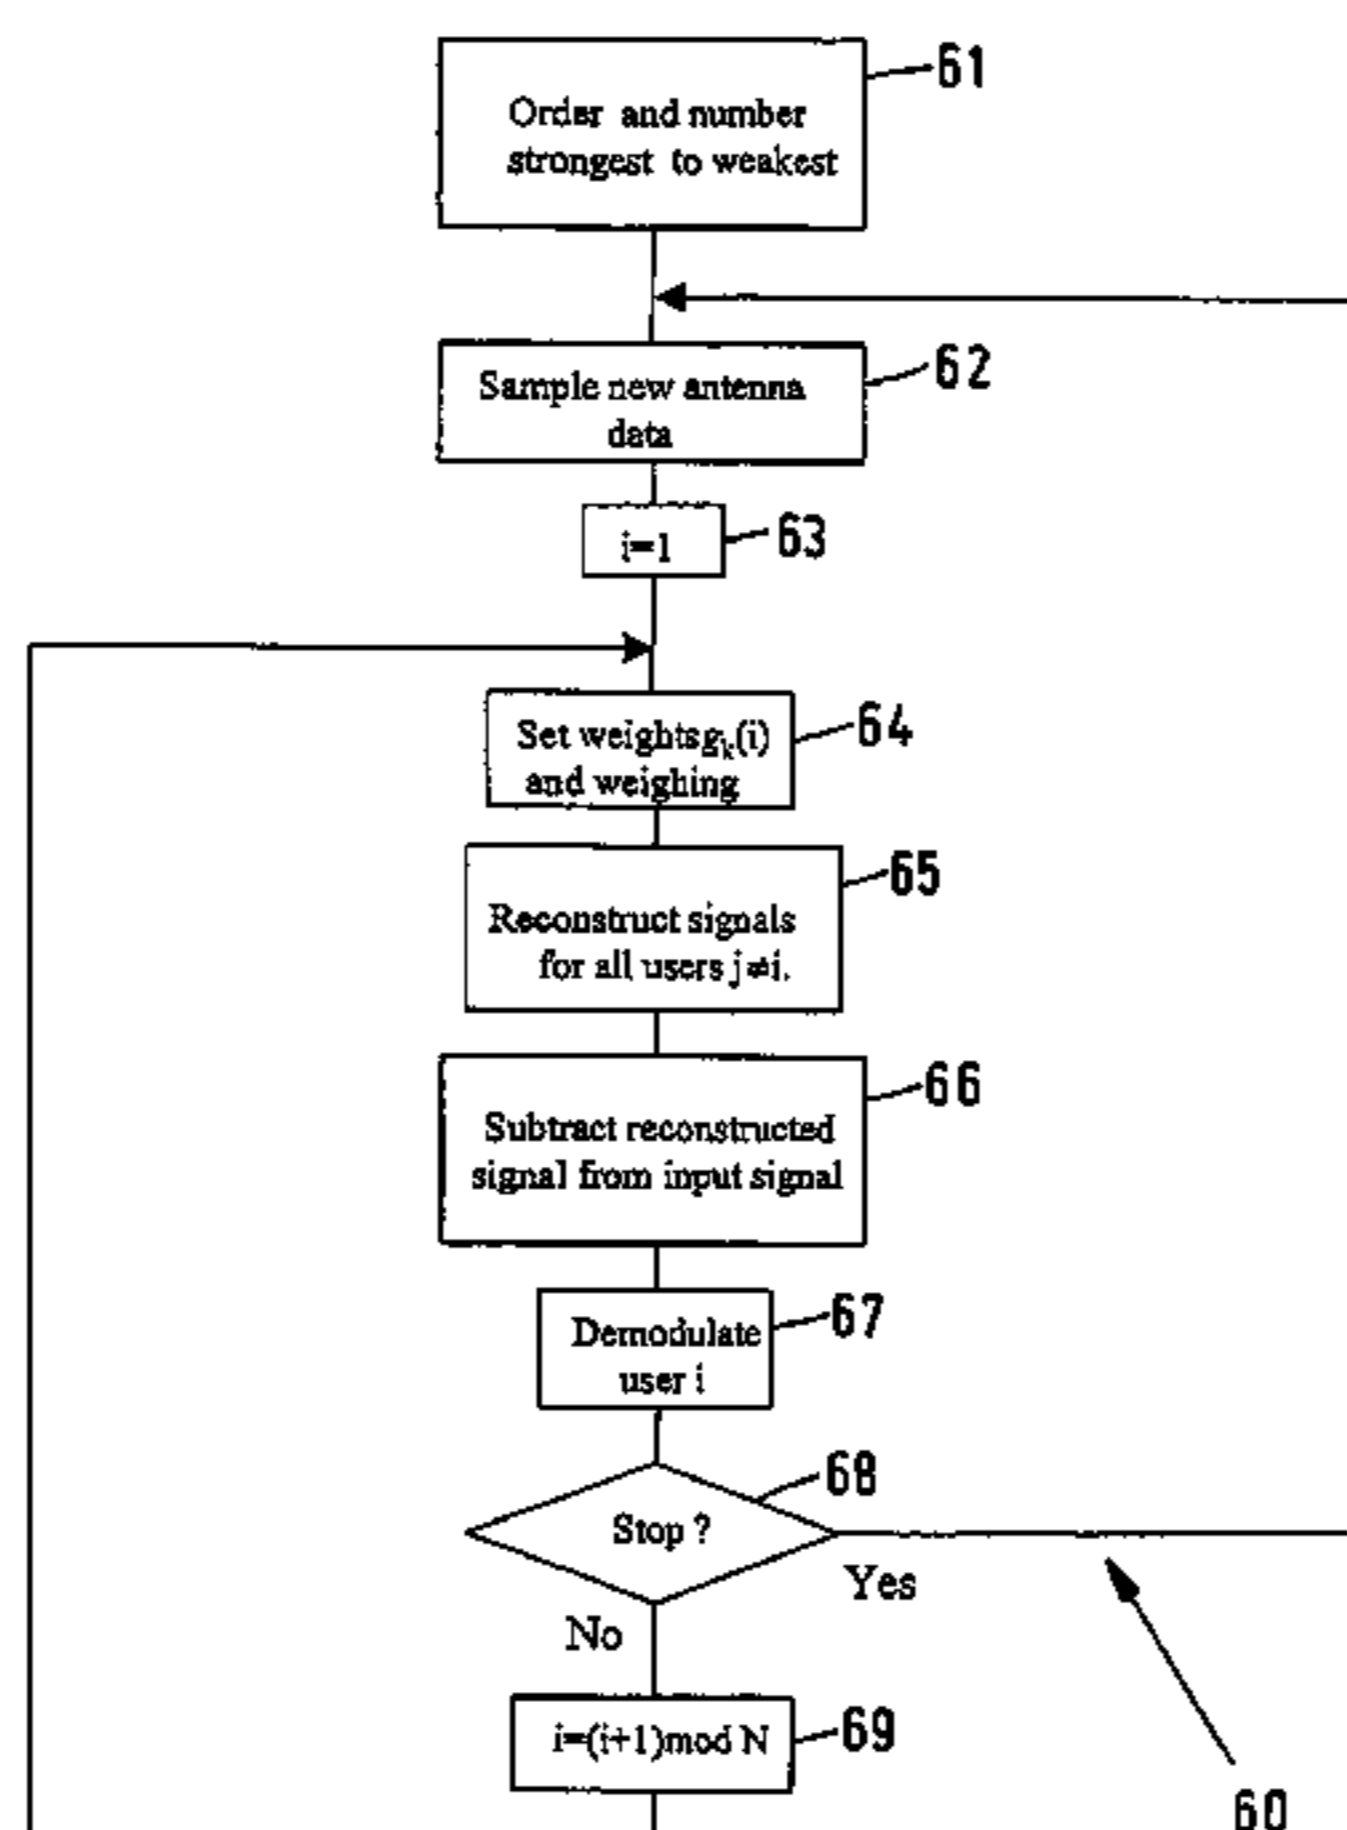 61
Order and number
strongest to weakest
62
Sample new antenna
data
63
i=1
64
Set weightsgk(i)
and weighing
65
Reconstruct signals
for all users j≠i.
66
Subtract reconstructed
signal from input signal
67
Demodulate
user i
68
Stop ?
Yes
No
69
i=(i+1)mod N
60